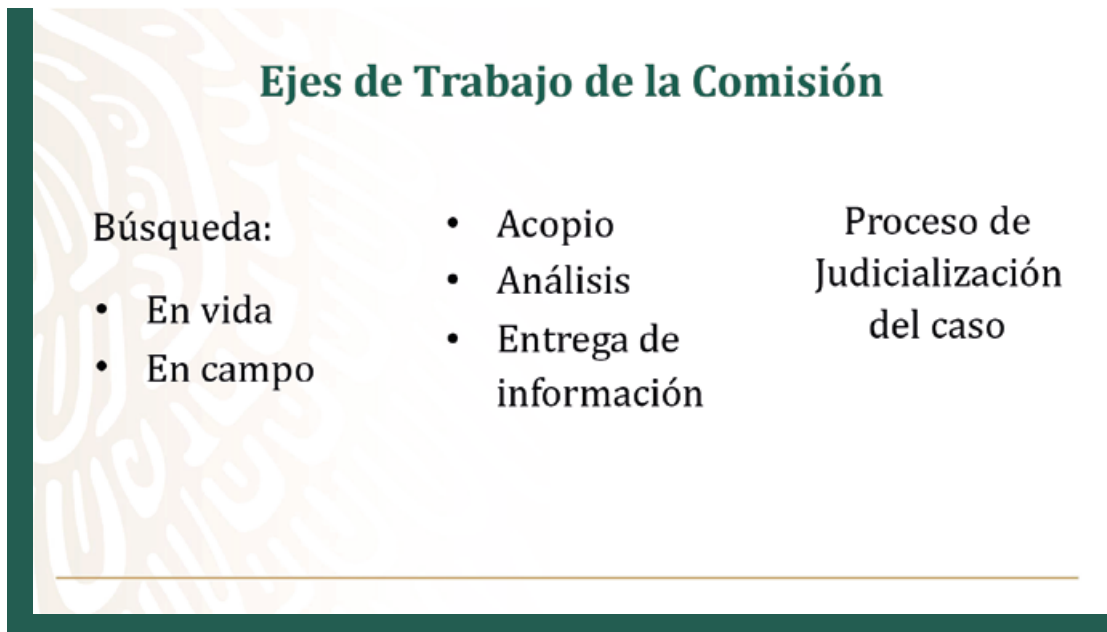 Ejes de Trabajo de la Comisión
Búsqueda:
• En vida
• En campo
• Acopio
• Análisis
• Entrega de
información
Proceso de
Judicialización
del caso